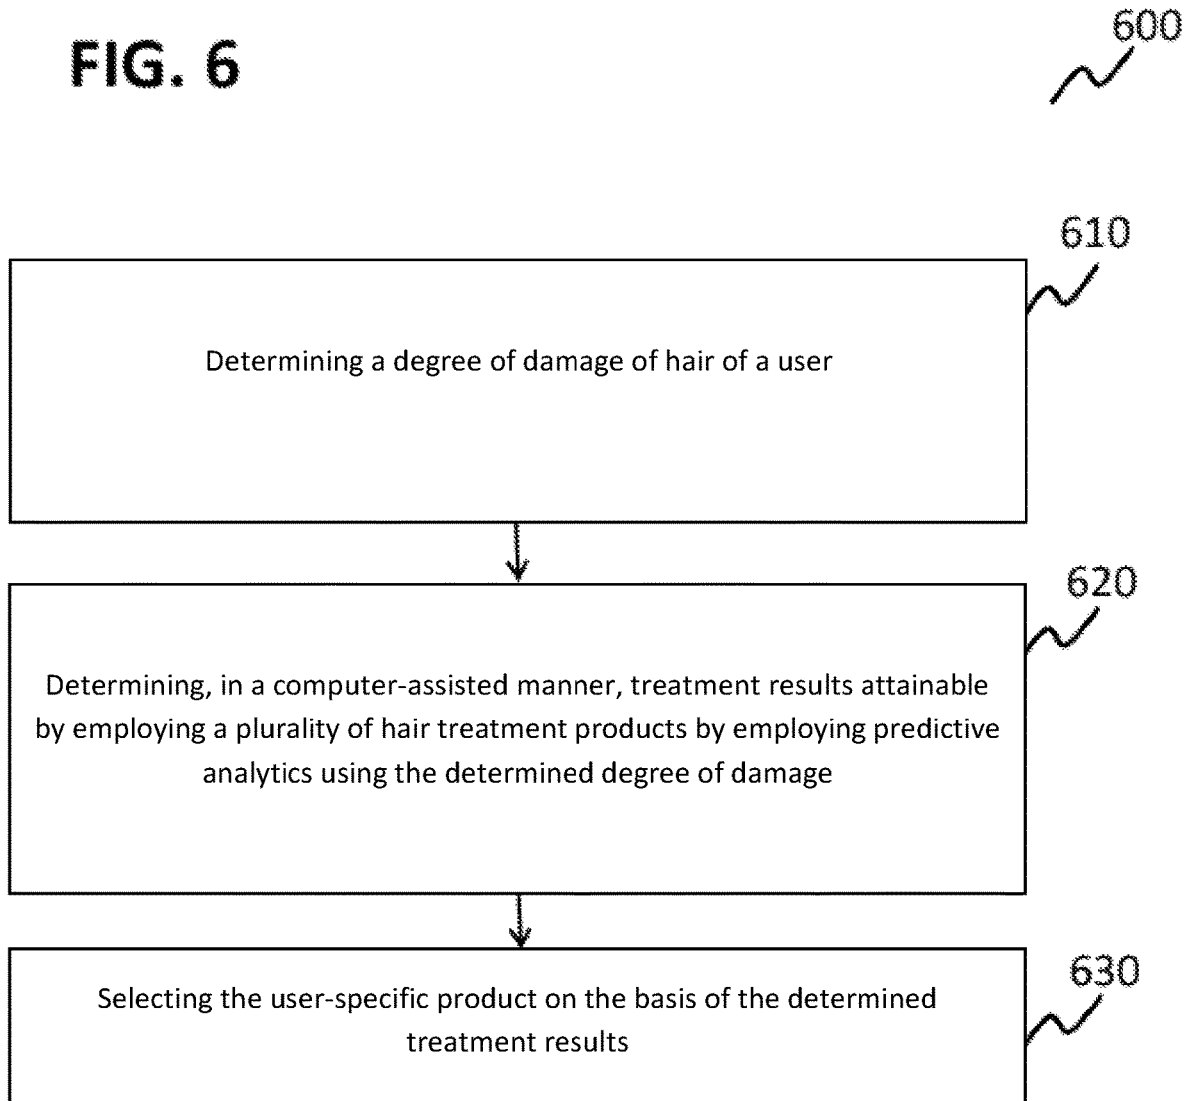 FIG. 6
600
610
Determining a degree of damage of hair of a user
620
Determining, in a computer-assisted manner, treatment results attainable
by employing a plurality of hair treatment products by employing predictive
analytics using the determined degree of damage
630
Selecting the user-specific product on the basis of the determined
treatment results